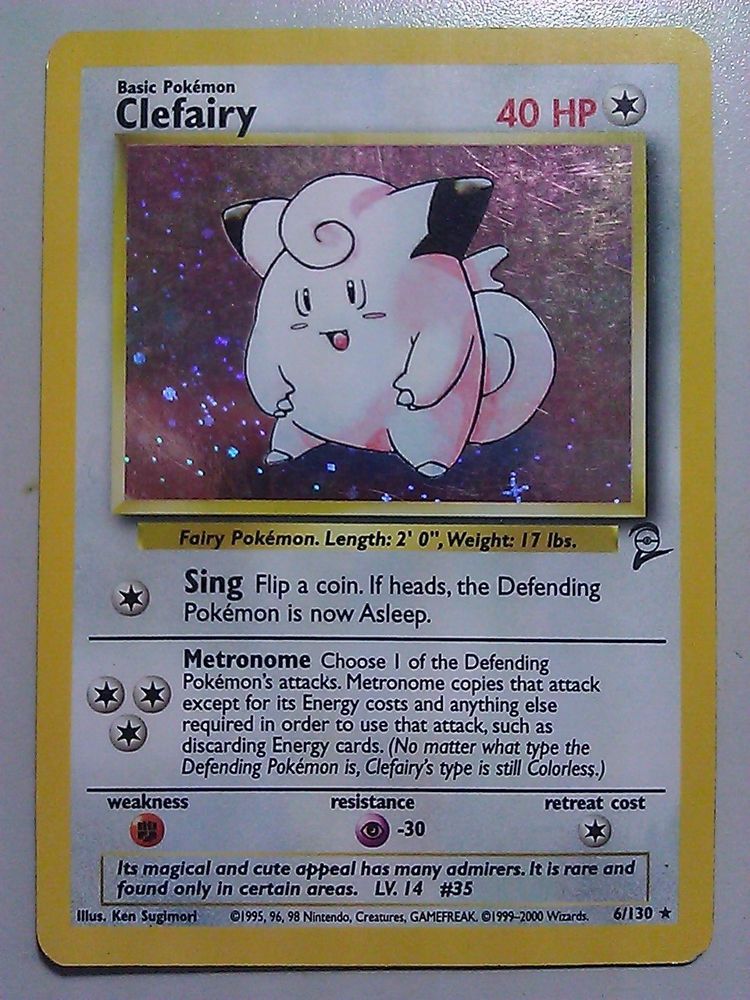 Basic Pokémon
Clefairy 40 HP
Fairy Pokémon. Length: 2' 0", Weight: 17 lbs.
Sing Flip a coin. If heads, the Defending
Pokémon is now Asleep.
Metronome Choose 1 of the Defending
Pokémon's attacks. Metronome copies that attack
except for its Energy costs and anything else
required in order to use that attack, such as
discarding Energy cards. (No matter what type the
Defending Pokémon is, Clefairy's type is still Colorless.)
weakness resistance retreat cost
-30
Its magical and cute appeal has many admirers. It is rare and
found only in certain areas. LV. 14 #35
Illus. Ken Sugimori ©1995, 96, 98 Nintendo, Creatures, GAMEFREAK. ©1999-2000 Wizards. 6/130 ★